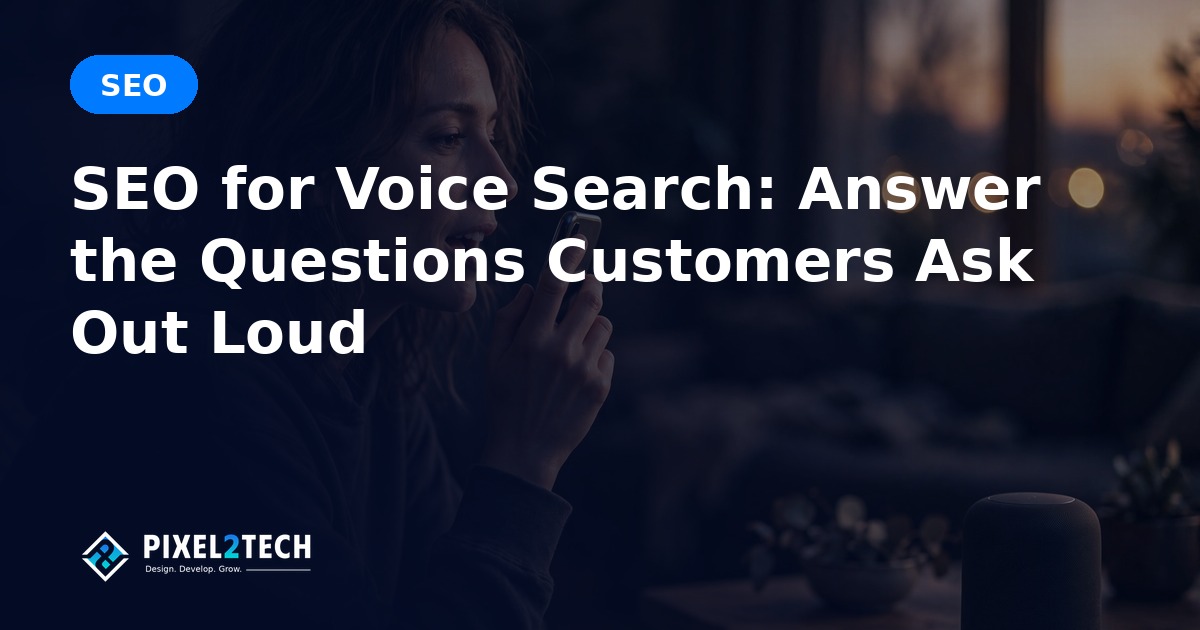 SEO
SEO for Voice Search: Answer
the Questions Customers Ask
Out Loud
PIXEL2TECH
Design. Develop. Grow.